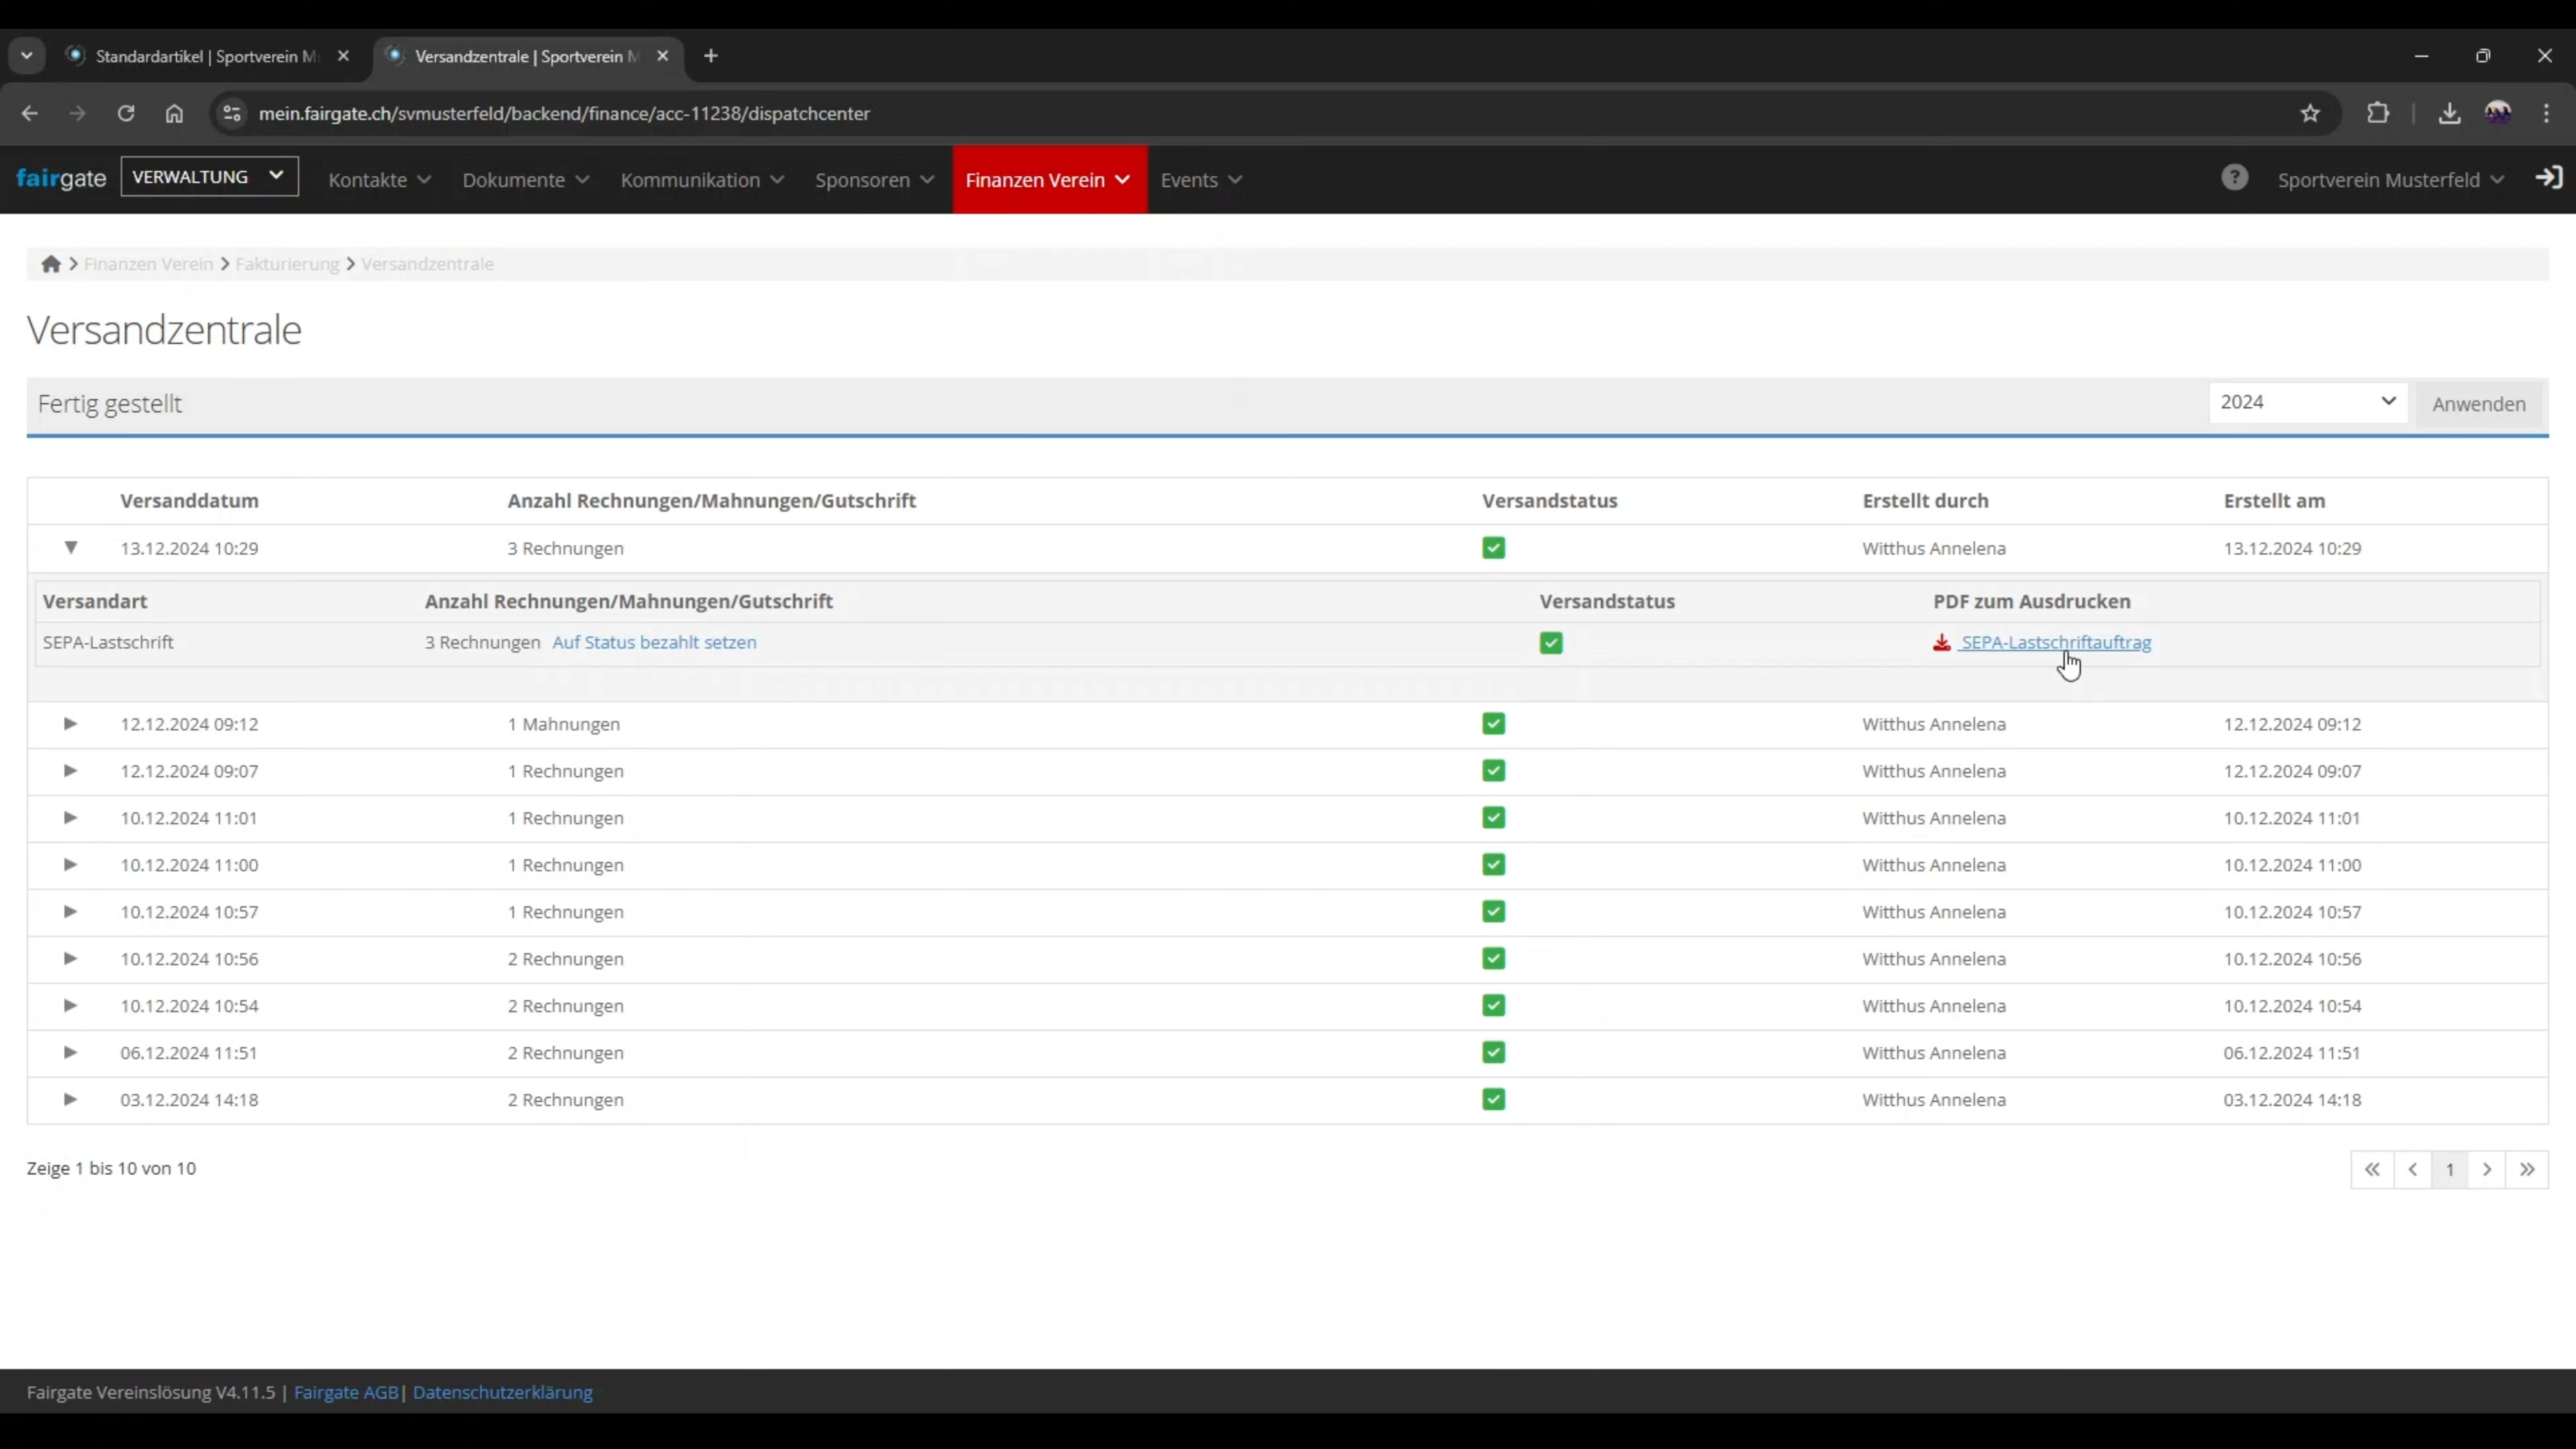 Standardartikel | Sportverein M
Versandzentrale | Sportverein M
mein.fairgate.ch/svmusterfeld/backend/finance/acc-11238/dispatchcenter
fairgate VERWALTUNG Kontakte Dokumente Kommunikation Sponsoren Finanzen Verein Events ? Sportverein Musterfeld
Finanzen Verein Fakturierung Versandzentrale
Versandzentrale
Fertig gestellt 2024 Anwenden
Versanddatum Anzahl Rechnungen/Mahnungen/Gutschrift Versandstatus Erstellt durch Erstellt am
13.12.2024 10:29 3 Rechnungen Witthus Annelena 13.12.2024 10:29
Versandart Anzahl Rechnungen/Mahnungen/Gutschrift Versandstatus PDF zum Ausdrucken
SEPA-Lastschrift 3 Rechnungen Auf Status bezahlt setzen SEPA-Lastschriftauftrag
12.12.2024 09:12 1 Mahnungen Witthus Annelena 12.12.2024 09:12
12.12.2024 09:07 1 Rechnungen Witthus Annelena 12.12.2024 09:07
10.12.2024 11:01 1 Rechnungen Witthus Annelena 10.12.2024 11:01
10.12.2024 11:00 1 Rechnungen Witthus Annelena 10.12.2024 11:00
10.12.2024 10:57 1 Rechnungen Witthus Annelena 10.12.2024 10:57
10.12.2024 10:56 2 Rechnungen Witthus Annelena 10.12.2024 10:56
10.12.2024 10:54 2 Rechnungen Witthus Annelena 10.12.2024 10:54
06.12.2024 11:51 2 Rechnungen Witthus Annelena 06.12.2024 11:51
03.12.2024 14:18 2 Rechnungen Witthus Annelena 03.12.2024 14:18
Zeige 1 bis 10 von 10 « ‹ 1 › »
Fairgate Vereinslösung V4.11.5 | Fairgate AGB | Datenschutzerklärung